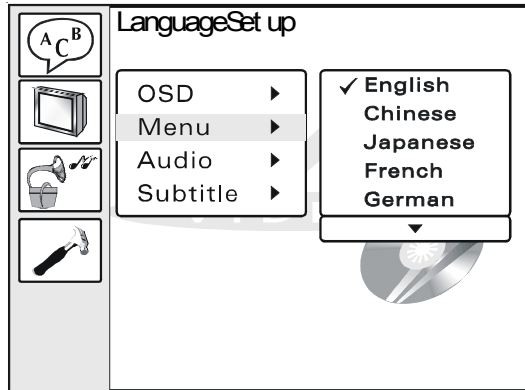 A C B
LanguageSet up
OSD
Menu
Audio
Subtitle
✓ English
Chinese
Japanese
French
German